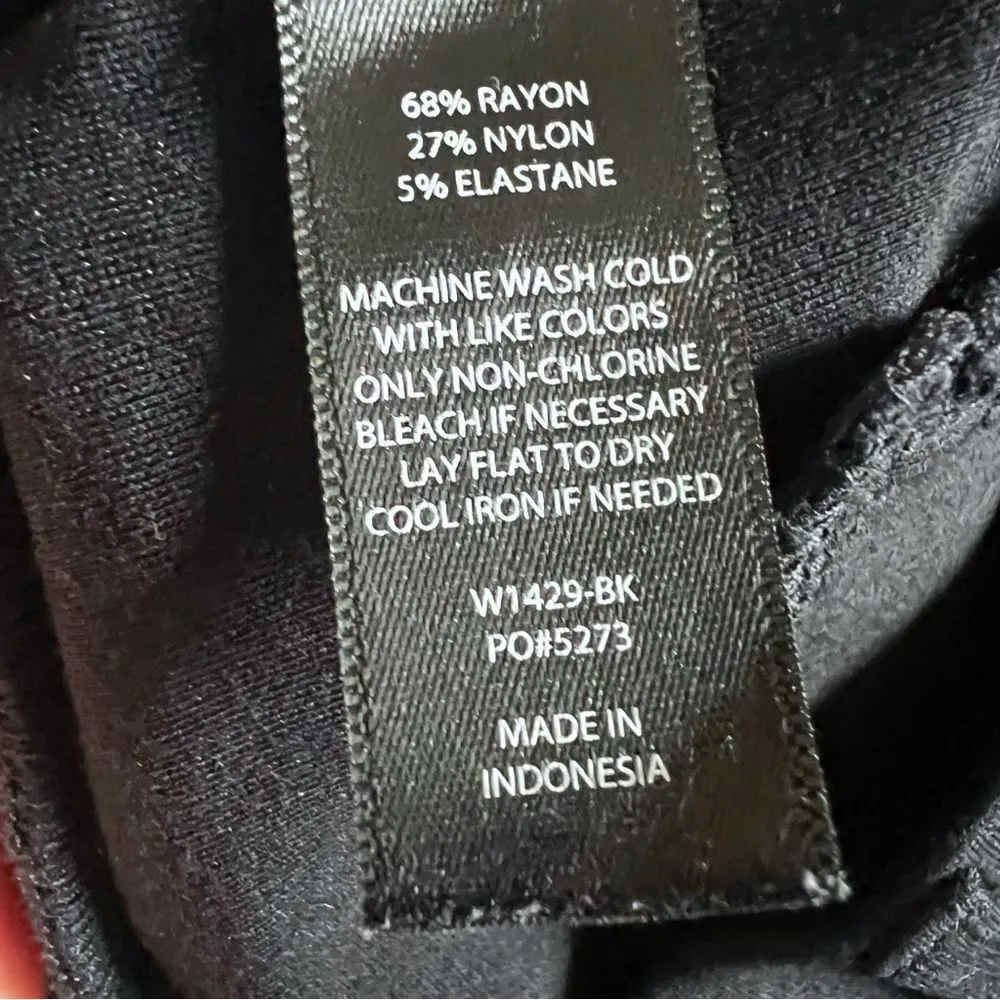 68% RAYON
27% NYLON
5% ELASTANE
MACHINE WASH COLD
WITH LIKE COLORS
ONLY NON-CHLORINE
BLEACH IF NECESSARY
LAY FLAT TO DRY
COOL IRON IF NEEDED
W1429-BK
PO#5273
MADE IN
INDONESIA